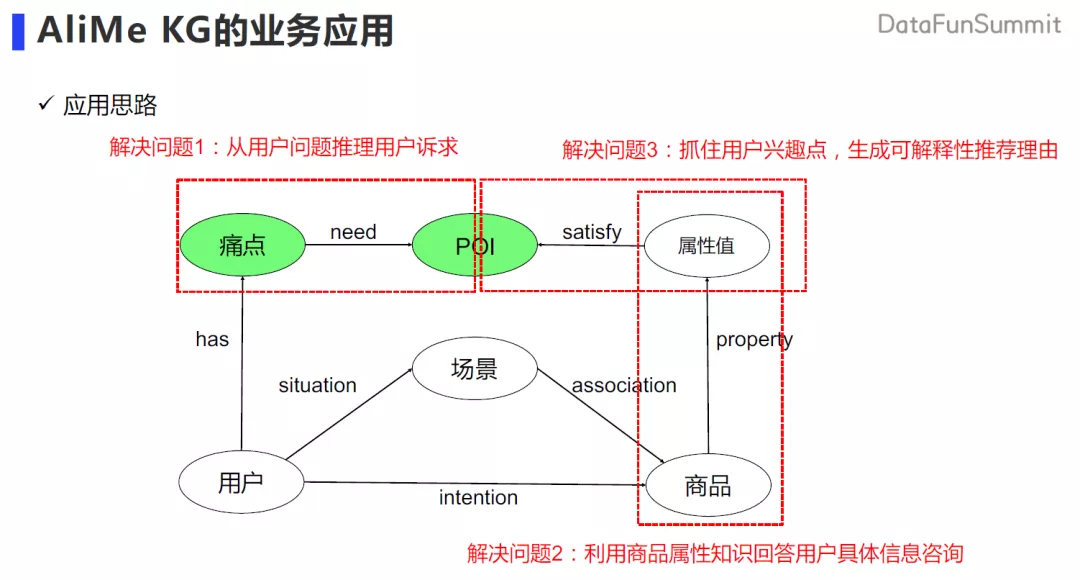 AliMe KG的业务应用
DataFunSummit
✓ 应用思路
解决问题1：从用户问题推理用户诉求
解决问题3：抓住用户兴趣点，生成可解释性推荐理由
痛点
need
POI
satisfy
属性值
has
property
场景
situation
association
用户
intention
商品
解决问题2：利用商品属性知识回答用户具体信息咨询